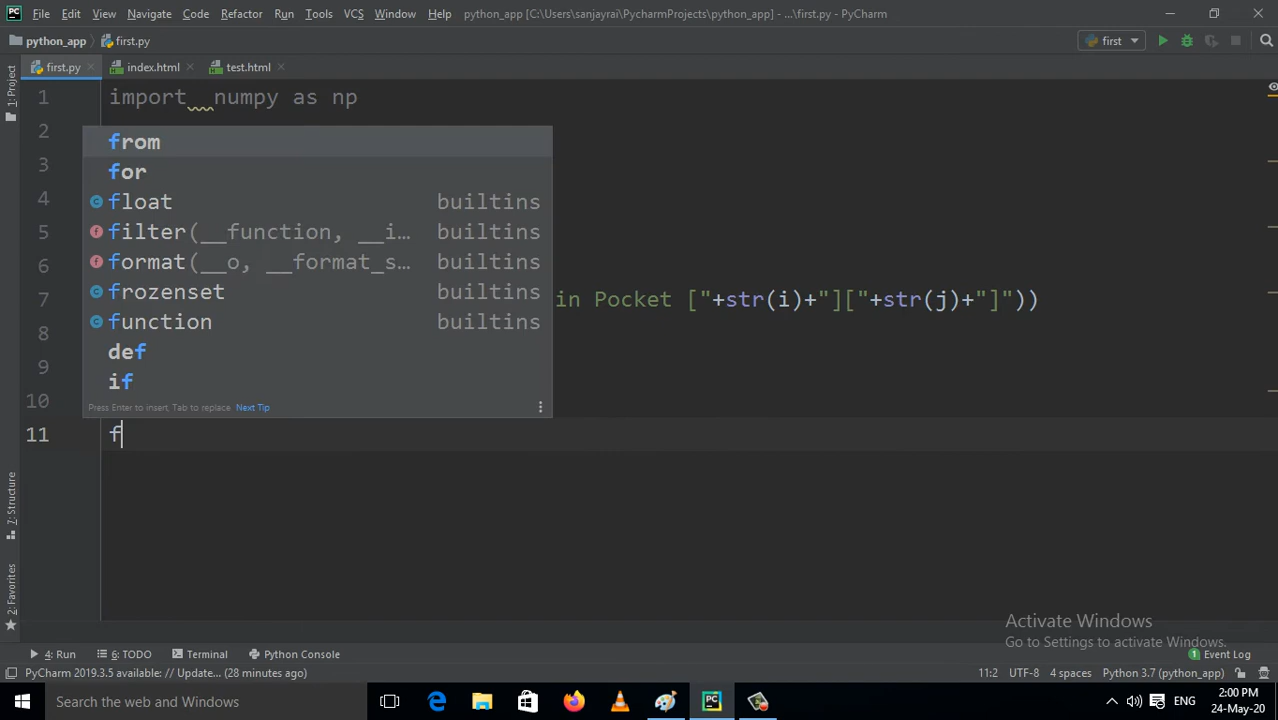 File Edit View Navigate Code Refactor Run Tools VCS Window Help python_app [C:\Users\sanjayrai\PycharmProjects\python_app] - ...\first.py - PyCharm
python_app first.py first
1: Project
first.py index.html test.html
1 import  numpy as np
2
from
3
for
4 float builtins
5 filter(__function, __i... builtins
6 format(__o, __format_s... builtins
7 frozenset builtins in Pocket ["+str(i)+"]["+str(j)+"]"))
8 function builtins
9 def
if
10 Press Enter to insert, Tab to replace Next Tip
11 f
7: Structure
2: Favorites
Activate Windows
Go to Settings to activate Windows.
4: Run 6: TODO Terminal Python Console 1 Event Log
PyCharm 2019.3.5 available: // Update... (28 minutes ago) 11:2 UTF-8 4 spaces Python 3.7 (python_app)
Search the web and Windows ENG 2:00 PM
24-May-20